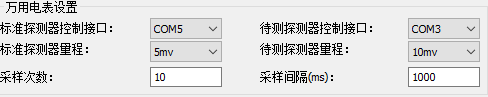 万用电表设置
标准探测器控制接口： COM5 待测探测器控制接口： COM3
标准探测器量程： 5mv 待测探测器量程： 10mv
采样次数： 10 采样间隔(ms)： 1000